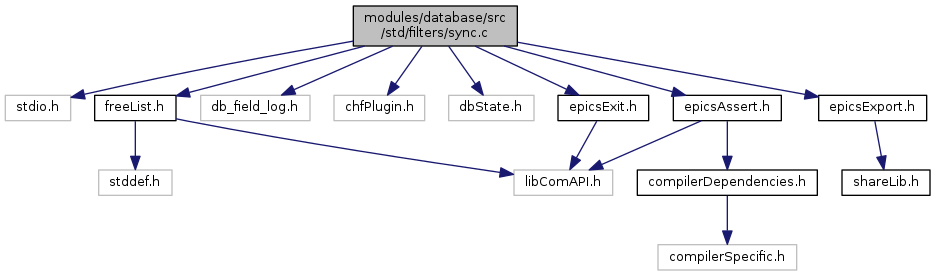 modules/database/src
/std/filters/sync.c
stdio.h
freeList.h
db_field_log.h
chfPlugin.h
dbState.h
epicsExit.h
epicsAssert.h
epicsExport.h
stddef.h
libComAPI.h
compilerDependencies.h
shareLib.h
compilerSpecific.h